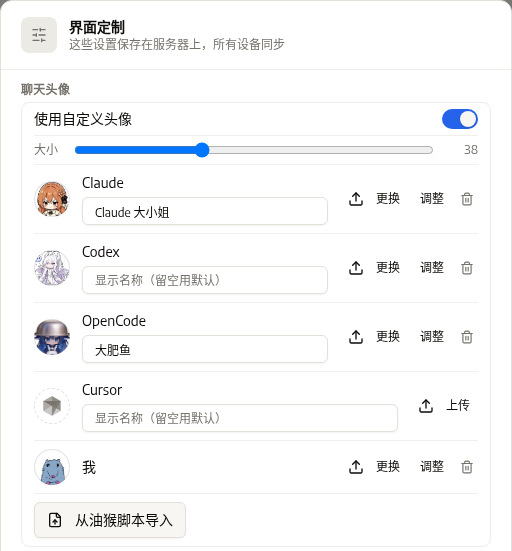 界面定制
这些设置保存在服务器上，所有设备同步
聊天头像
使用自定义头像
大小 38
Claude
Claude 大小姐
更换 调整
Codex
显示名称（留空用默认）
更换 调整
OpenCode
大肥鱼
更换 调整
Cursor
显示名称（留空用默认）
上传
我 更换 调整
从油猴脚本导入